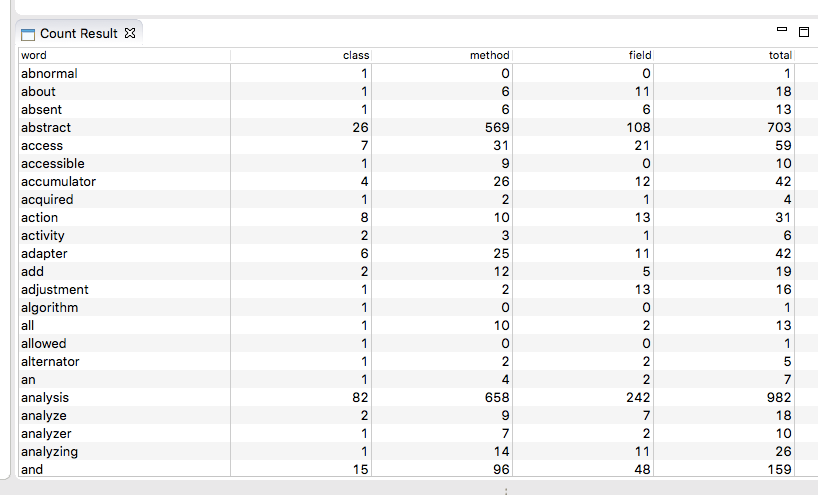 Count Result
word class method field total
abnormal 1 0 0 1
about 1 6 11 18
absent 1 6 6 13
abstract 26 569 108 703
access 7 31 21 59
accessible 1 9 0 10
accumulator 4 26 12 42
acquired 1 2 1 4
action 8 10 13 31
activity 2 3 1 6
adapter 6 25 11 42
add 2 12 5 19
adjustment 1 2 13 16
algorithm 1 0 0 1
all 1 10 2 13
allowed 1 0 0 1
alternator 1 2 2 5
an 1 4 2 7
analysis 82 658 242 982
analyze 2 9 7 18
analyzer 1 7 2 10
analyzing 1 14 11 26
and 15 96 48 159